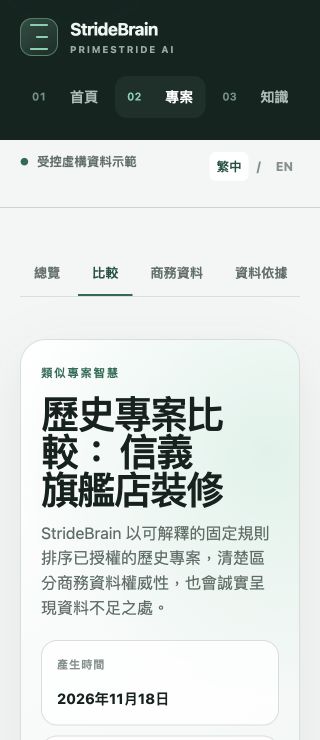 StrideBrain
PRIMESTRIDE AI
01 首頁 02 專案 03 知識
受控虛構資料示範 繁中 / EN
總覽 比較 商務資料 資料依據
類似專案智慧
歷史專案比
較： 信義
旗艦店裝修
StrideBrain 以可解釋的固定規則
排序已授權的歷史專案，清楚區
分商務資料權威性，也會誠實呈
現資料不足之處。
產生時間
2026年11月18日